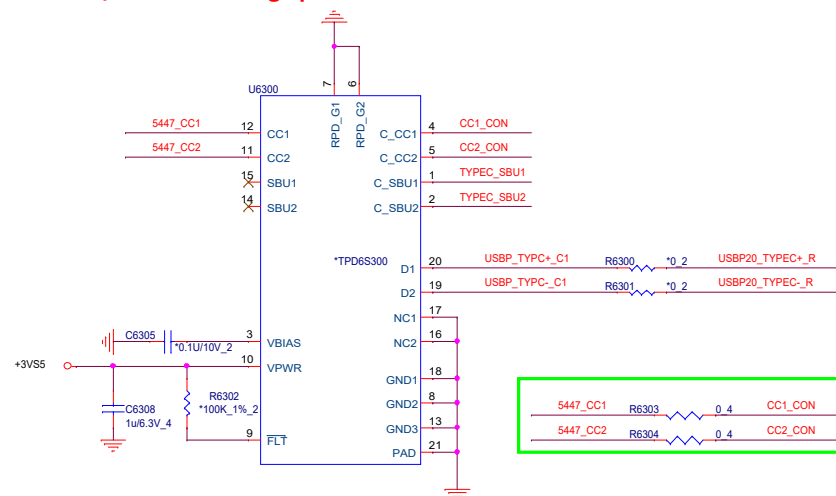 U6300
7
6
RPD_G1
RPD_G2
5447_CC1
12
CC1
C_CC1
4
CC1_CON
5447_CC2
11
CC2
C_CC2
5
CC2_CON
15
SBU1
C_SBU1
1
TYPEC_SBU1
14
SBU2
C_SBU2
2
TYPEC_SBU2
*TPD6S300
D1
20
USBP_TYPC+_C1
R6300
*0_2
USBP20_TYPEC+_R
D2
19
USBP_TYPC-_C1
R6301
*0_2
USBP20_TYPEC-_R
NC1
17
C6305
*0.1U/10V_2
3
VBIAS
NC2
16
+3VS5
10
VPWR
GND1
18
R6302
*100K_1%_2
C6308
1u/6.3V_4
GND2
8
GND3
13
9
FLT
PAD
21
5447_CC1
R6303
0_4
CC1_CON
5447_CC2
R6304
0_4
CC2_CON